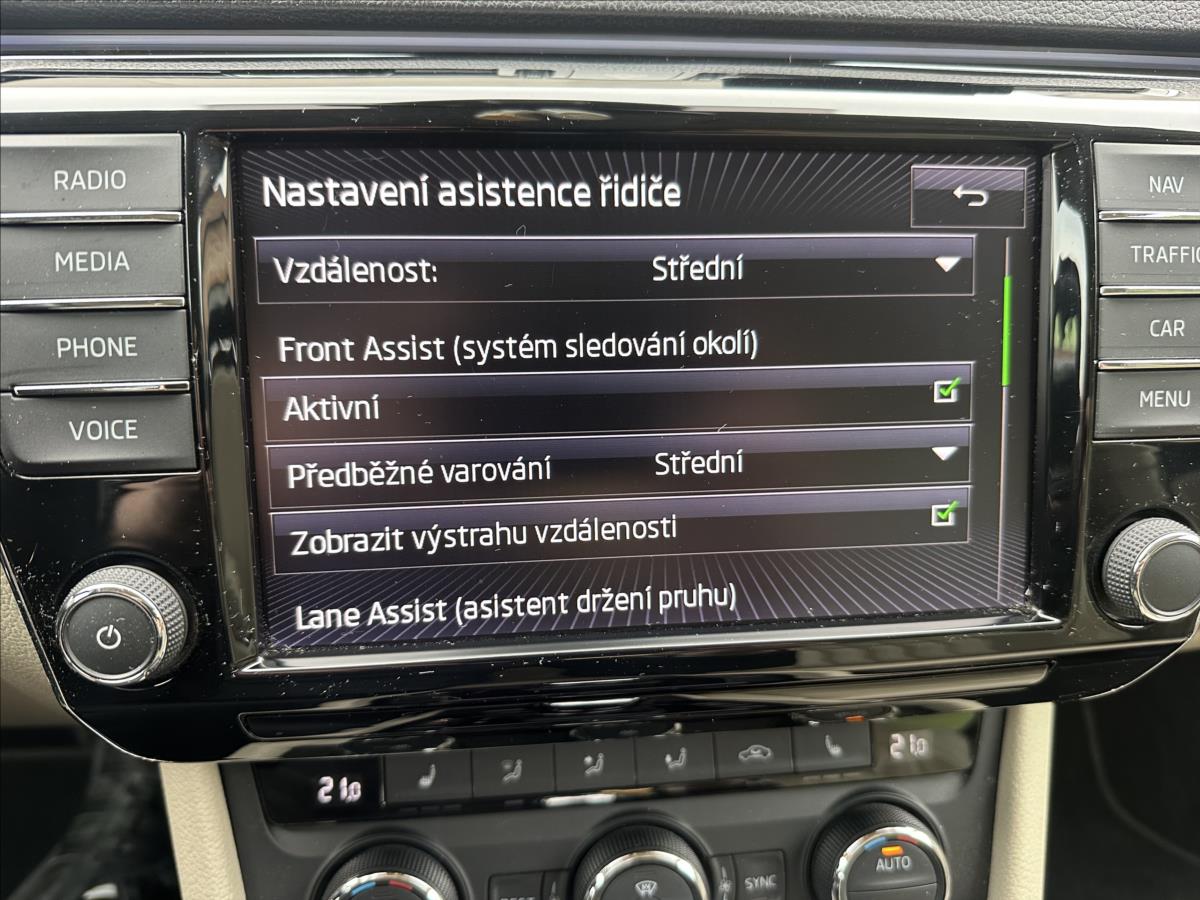 RADIO
MEDIA
PHONE
VOICE
Nastavení asistence řidiče
Vzdálenost: Střední
Front Assist (systém sledování okolí)
Aktivní
Předběžné varování Střední
Zobrazit výstrahu vzdálenosti
Lane Assist (asistent držení pruhu)
NAV
TRAFFIC
CAR
MENU
21,0
21,0
AUTO
SYNC